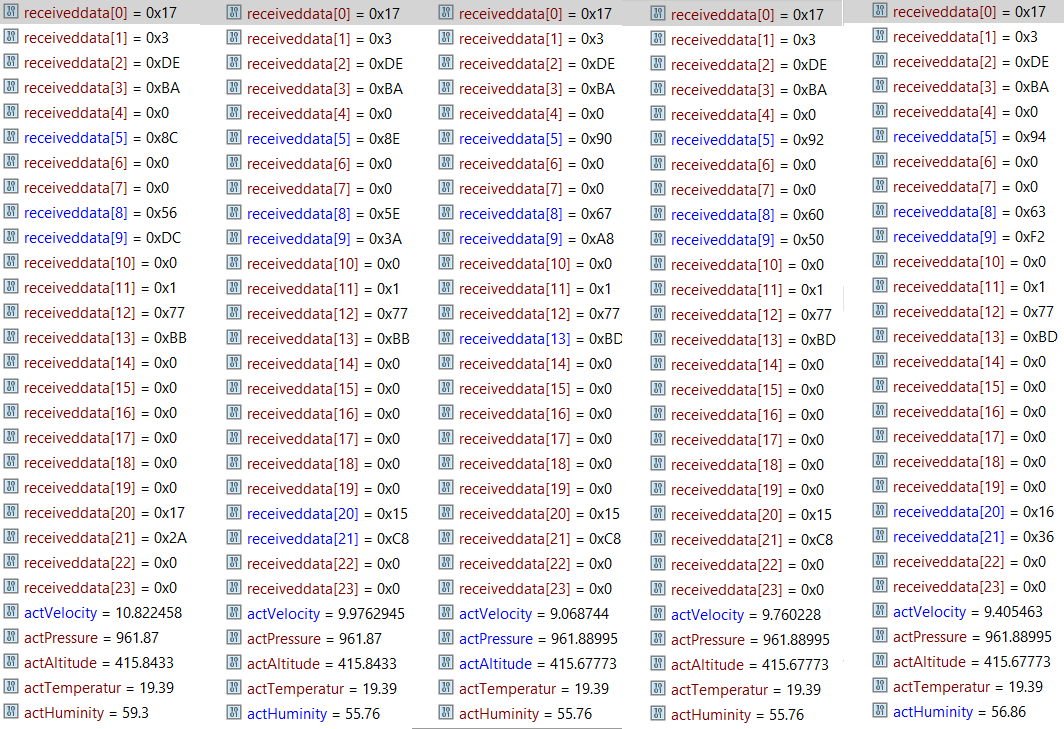 receiveddata[0] = 0x17
receiveddata[1] = 0x3
receiveddata[2] = 0xDE
receiveddata[3] = 0xBA
receiveddata[4] = 0x0
receiveddata[5] = 0x8C
receiveddata[6] = 0x0
receiveddata[7] = 0x0
receiveddata[8] = 0x56
receiveddata[9] = 0xDC
receiveddata[10] = 0x0
receiveddata[11] = 0x1
receiveddata[12] = 0x77
receiveddata[13] = 0xBB
receiveddata[14] = 0x0
receiveddata[15] = 0x0
receiveddata[16] = 0x0
receiveddata[17] = 0x0
receiveddata[18] = 0x0
receiveddata[19] = 0x0
receiveddata[20] = 0x17
receiveddata[21] = 0x2A
receiveddata[22] = 0x0
receiveddata[23] = 0x0
actVelocity = 10.822458
actPressure = 961.87
actAltitude = 415.8433
actTemperatur = 19.39
actHuminity = 59.3
receiveddata[0] = 0x17
receiveddata[1] = 0x3
receiveddata[2] = 0xDE
receiveddata[3] = 0xBA
receiveddata[4] = 0x0
receiveddata[5] = 0x8E
receiveddata[6] = 0x0
receiveddata[7] = 0x0
receiveddata[8] = 0x5E
receiveddata[9] = 0x3A
receiveddata[10] = 0x0
receiveddata[11] = 0x1
receiveddata[12] = 0x77
receiveddata[13] = 0xBB
receiveddata[14] = 0x0
receiveddata[15] = 0x0
receiveddata[16] = 0x0
receiveddata[17] = 0x0
receiveddata[18] = 0x0
receiveddata[19] = 0x0
receiveddata[20] = 0x15
receiveddata[21] = 0xC8
receiveddata[22] = 0x0
receiveddata[23] = 0x0
actVelocity = 9.9762945
actPressure = 961.87
actAltitude = 415.8433
actTemperatur = 19.39
actHuminity = 55.76
receiveddata[0] = 0x17
receiveddata[1] = 0x3
receiveddata[2] = 0xDE
receiveddata[3] = 0xBA
receiveddata[4] = 0x0
receiveddata[5] = 0x90
receiveddata[6] = 0x0
receiveddata[7] = 0x0
receiveddata[8] = 0x67
receiveddata[9] = 0xA8
receiveddata[10] = 0x0
receiveddata[11] = 0x1
receiveddata[12] = 0x77
receiveddata[13] = 0xBD
receiveddata[14] = 0x0
receiveddata[15] = 0x0
receiveddata[16] = 0x0
receiveddata[17] = 0x0
receiveddata[18] = 0x0
receiveddata[19] = 0x0
receiveddata[20] = 0x15
receiveddata[21] = 0xC8
receiveddata[22] = 0x0
receiveddata[23] = 0x0
actVelocity = 9.068744
actPressure = 961.88995
actAltitude = 415.67773
actTemperatur = 19.39
actHuminity = 55.76
receiveddata[0] = 0x17
receiveddata[1] = 0x3
receiveddata[2] = 0xDE
receiveddata[3] = 0xBA
receiveddata[4] = 0x0
receiveddata[5] = 0x92
receiveddata[6] = 0x0
receiveddata[7] = 0x0
receiveddata[8] = 0x60
receiveddata[9] = 0x50
receiveddata[10] = 0x0
receiveddata[11] = 0x1
receiveddata[12] = 0x77
receiveddata[13] = 0xBD
receiveddata[14] = 0x0
receiveddata[15] = 0x0
receiveddata[16] = 0x0
receiveddata[17] = 0x0
receiveddata[18] = 0x0
receiveddata[19] = 0x0
receiveddata[20] = 0x15
receiveddata[21] = 0xC8
receiveddata[22] = 0x0
receiveddata[23] = 0x0
actVelocity = 9.760228
actPressure = 961.88995
actAltitude = 415.67773
actTemperatur = 19.39
actHuminity = 55.76
receiveddata[0] = 0x17
receiveddata[1] = 0x3
receiveddata[2] = 0xDE
receiveddata[3] = 0xBA
receiveddata[4] = 0x0
receiveddata[5] = 0x94
receiveddata[6] = 0x0
receiveddata[7] = 0x0
receiveddata[8] = 0x63
receiveddata[9] = 0xF2
receiveddata[10] = 0x0
receiveddata[11] = 0x1
receiveddata[12] = 0x77
receiveddata[13] = 0xBD
receiveddata[14] = 0x0
receiveddata[15] = 0x0
receiveddata[16] = 0x0
receiveddata[17] = 0x0
receiveddata[18] = 0x0
receiveddata[19] = 0x0
receiveddata[20] = 0x16
receiveddata[21] = 0x36
receiveddata[22] = 0x0
receiveddata[23] = 0x0
actVelocity = 9.405463
actPressure = 961.88995
actAltitude = 415.67773
actTemperatur = 19.39
actHuminity = 56.86